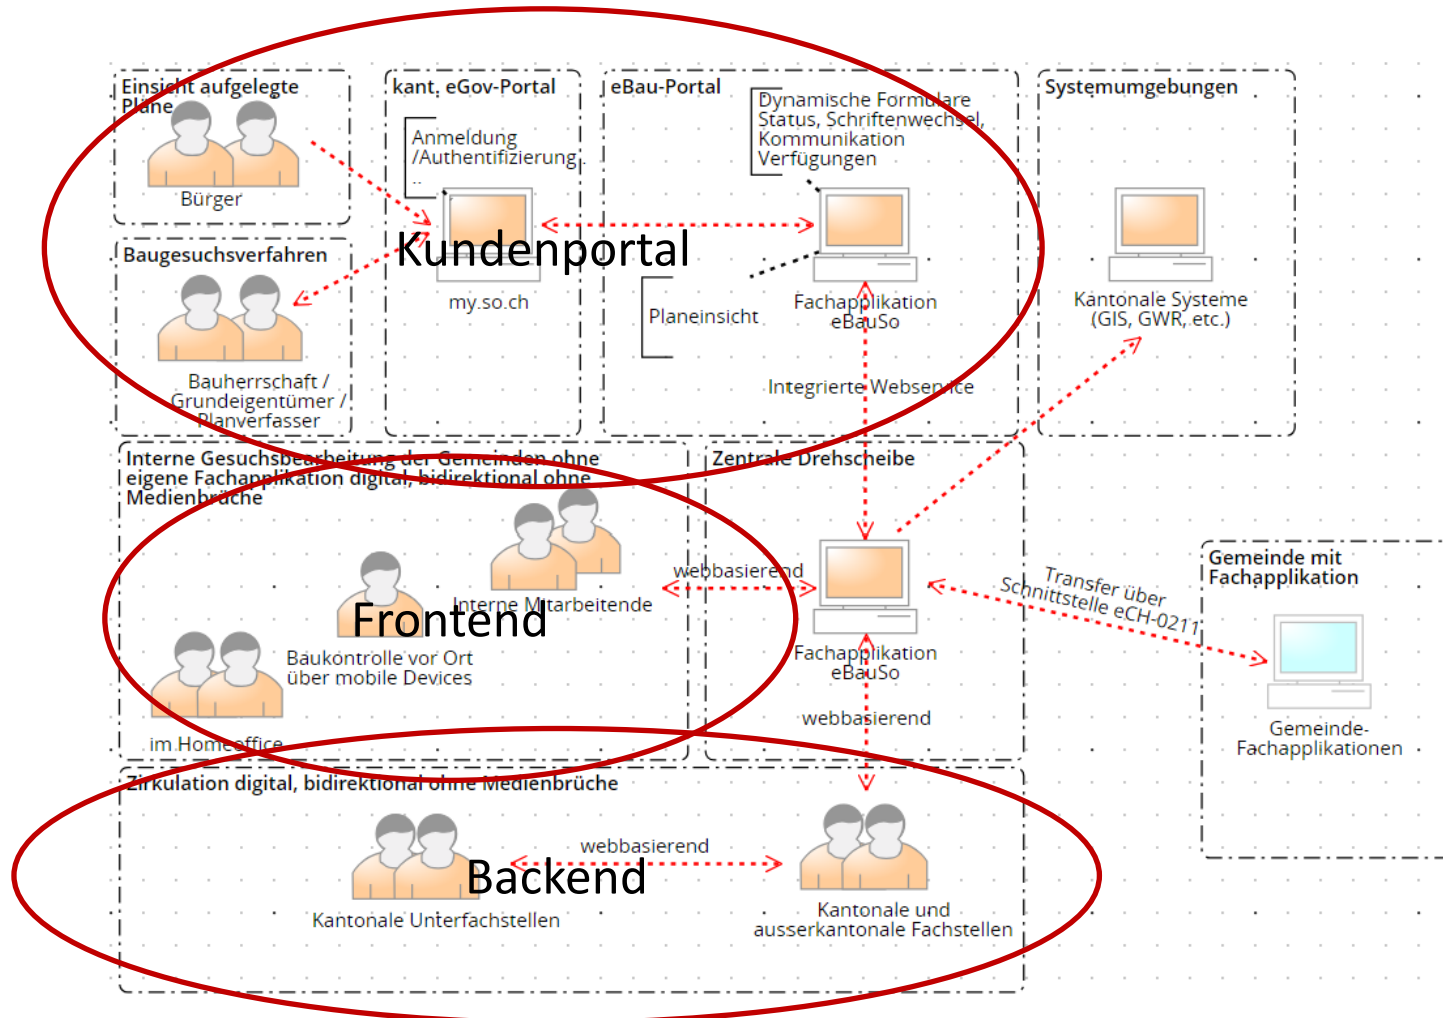 Einsicht aufgelegte
Pläne
Bürger
Baugesuchsverfahren
Bauherrschaft /
Grundeigentümer /
Planverfasser
kant. eGov-Portal
Anmeldung
/Authentifizierung
..
my.so.ch
Kundenportal
eBau-Portal
Dynamische Formulare
Status, Schriftenwechsel,
Kommunikation
Verfügungen
Planeinsicht
Fachapplikation
eBauSo
Integrierte Webservice
Systemumgebungen
Kantonale Systeme
(GIS, GWR, etc.)
Interne Gesuchsbearbeitung der Gemeinden ohne
eigene Fachapplikation digital, bidirektional ohne
Medienbrüche
Interne Mitarbeitende
Frontend
Baukontrolle vor Ort
über mobile Devices
im Homeoffice
webbasierend
Zentrale Drehscheibe
Fachapplikation
eBauSo
webbasierend
Transfer über
Schnittstelle eCH-0211
Gemeinde mit
Fachapplikation
Gemeinde-
Fachapplikationen
Zirkulation digital, bidirektional ohne Medienbrüche
webbasierend
Backend
Kantonale Unterfachstellen
Kantonale und
ausserkantonale Fachstellen